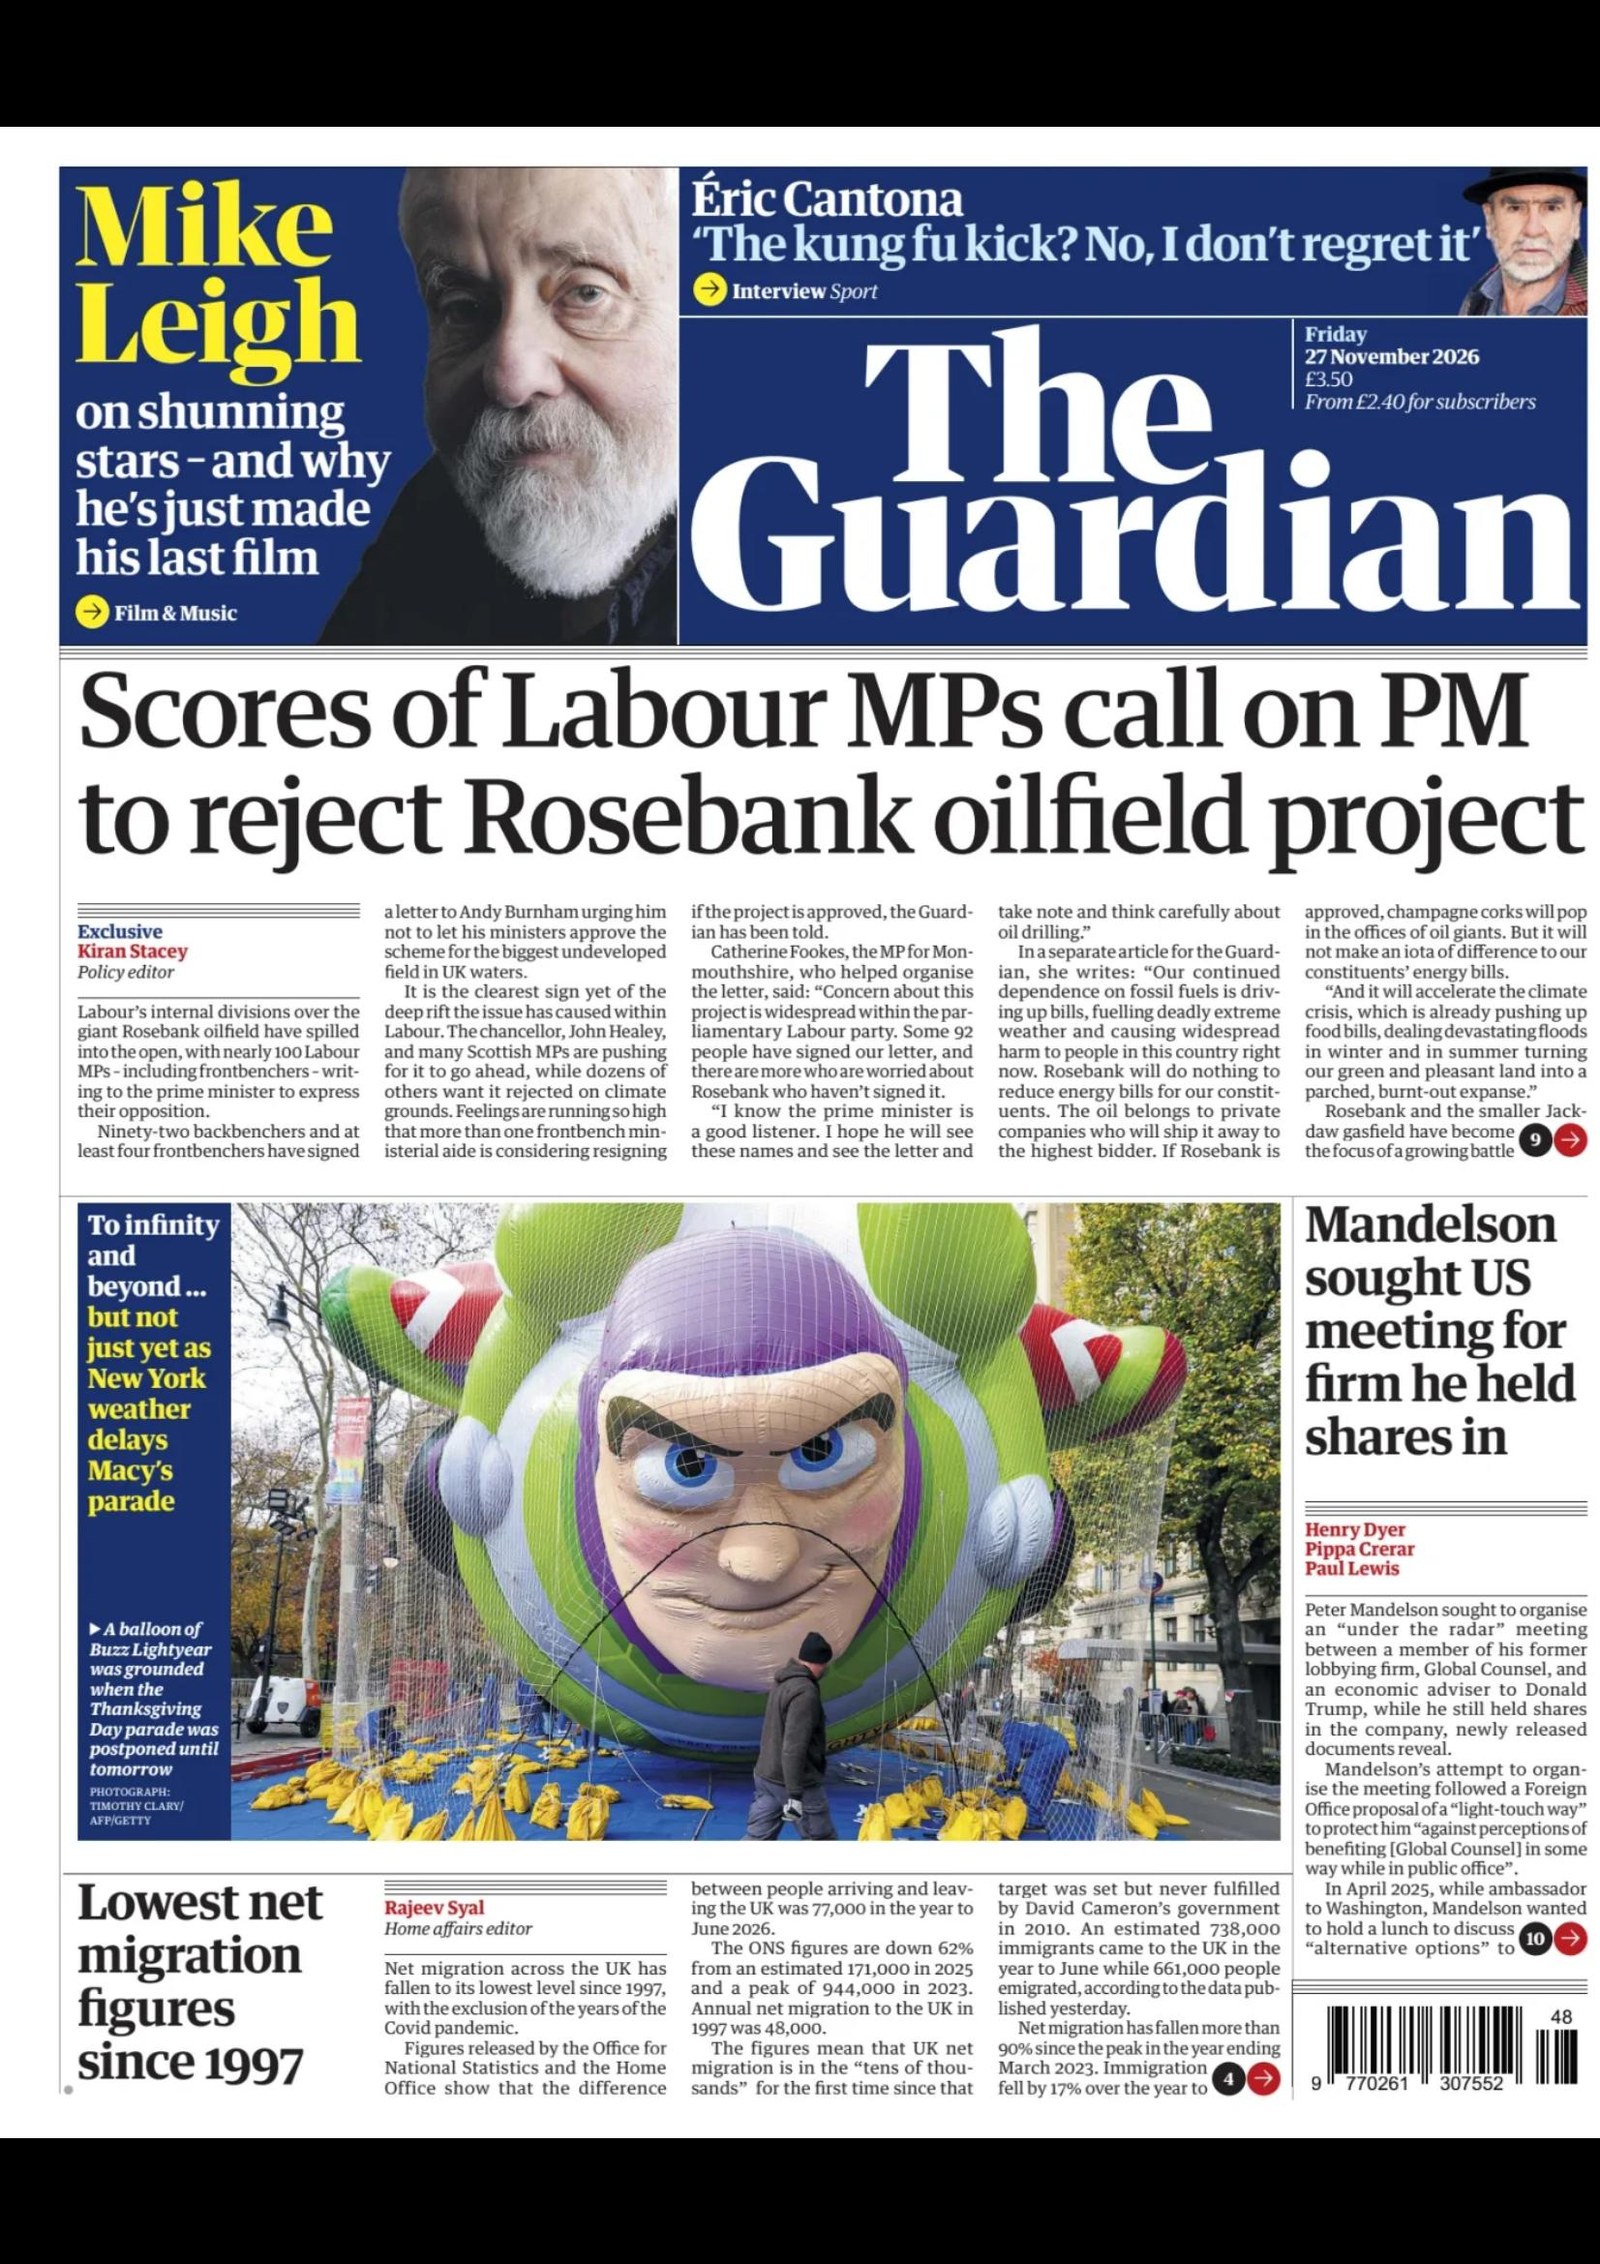 Mike
Leigh
on shunning
stars – and why
he's just made
his last film
Film & Music
Éric Cantona
'The kung fu kick? No, I don't regret it'
Interview Sport
The
Guardian
Friday
27 November 2026
£3.50
From £2.40 for subscribers
Scores of Labour MPs call on PM
to reject Rosebank oilfield project
Exclusive
Kiran Stacey
Policy editor
Labour's internal divisions over the
giant Rosebank oilfield have spilled
into the open, with nearly 100 Labour
MPs – including frontbenchers – writ-
ing to the prime minister to express
their opposition.
Ninety-two backbenchers and at
least four frontbenchers have signed
a letter to Andy Burnham urging him
not to let his ministers approve the
scheme for the biggest undeveloped
field in UK waters.
It is the clearest sign yet of the
deep rift the issue has caused within
Labour. The chancellor, John Healey,
and many Scottish MPs are pushing
for it to go ahead, while dozens of
others want it rejected on climate
grounds. Feelings are running so high
that more than one frontbench min-
isterial aide is considering resigning
if the project is approved, the Guard-
ian has been told.
Catherine Fookes, the MP for Mon-
mouthshire, who helped organise
the letter, said: "Concern about this
project is widespread within the par-
liamentary Labour party. Some 92
people have signed our letter, and
there are more who are worried about
Rosebank who haven't signed it.
"I know the prime minister is
a good listener. I hope he will see
these names and see the letter and
take note and think carefully about
oil drilling."
In a separate article for the Guard-
ian, she writes: "Our continued
dependence on fossil fuels is driv-
ing up bills, fuelling deadly extreme
weather and causing widespread
harm to people in this country right
now. Rosebank will do nothing to
reduce energy bills for our constit-
uents. The oil belongs to private
companies who will ship it away to
the highest bidder. If Rosebank is
approved, champagne corks will pop
in the offices of oil giants. But it will
not make an iota of difference to our
constituents' energy bills.
"And it will accelerate the climate
crisis, which is already pushing up
food bills, dealing devastating floods
in winter and in summer turning
our green and pleasant land into a
parched, burnt-out expanse."
Rosebank and the smaller Jack-
daw gasfield have become
the focus of a growing battle
9
To infinity
and
beyond ...
but not
just yet as
New York
weather
delays
Macy's
parade
▶ A balloon of
Buzz Lightyear
was grounded
when the
Thanksgiving
Day parade was
postponed until
tomorrow
PHOTOGRAPH:
TIMOTHY CLARY/
AFP/GETTY
Mandelson
sought US
meeting for
firm he held
shares in
Henry Dyer
Pippa Crerar
Paul Lewis
Peter Mandelson sought to organise
an "under the radar" meeting
between a member of his former
lobbying firm, Global Counsel, and
an economic adviser to Donald
Trump, while he still held shares
in the company, newly released
documents reveal.
Mandelson's attempt to organ-
ise the meeting followed a Foreign
Office proposal of a "light-touch way"
to protect him "against perceptions of
benefiting [Global Counsel] in some
way while in public office".
In April 2025, while ambassador
to Washington, Mandelson wanted
to hold a lunch to discuss
"alternative options" to
10
Lowest net
migration
figures
since 1997
Rajeev Syal
Home affairs editor
Net migration across the UK has
fallen to its lowest level since 1997,
with the exclusion of the years of the
Covid pandemic.
Figures released by the Office for
National Statistics and the Home
Office show that the difference
between people arriving and leav-
ing the UK was 77,000 in the year to
June 2026.
The ONS figures are down 62%
from an estimated 171,000 in 2025
and a peak of 944,000 in 2023.
Annual net migration to the UK in
1997 was 48,000.
The figures mean that UK net
migration is in the "tens of thou-
sands" for the first time since that
target was set but never fulfilled
by David Cameron's government
in 2010. An estimated 738,000
immigrants came to the UK in the
year to June while 661,000 people
emigrated, according to the data pub-
lished yesterday.
Net migration has fallen more than
90% since the peak in the year ending
March 2023. Immigration
fell by 17% over the year to
4
48
9 770261 307552